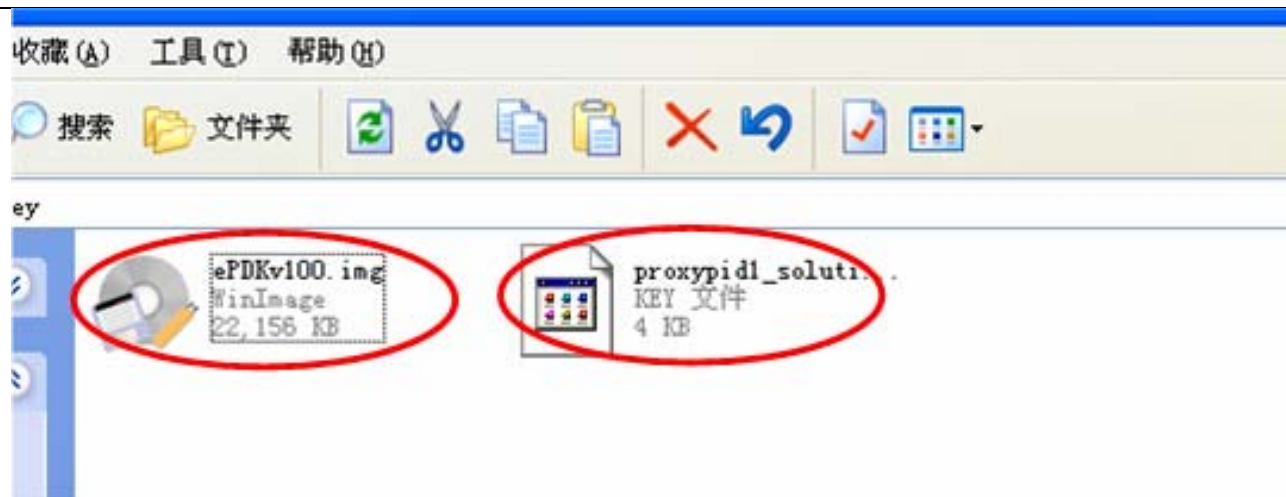 收藏(A) 工具(T) 帮助(H)
搜索 文件夹
ey
ePDKv100.img
WinImage
22,156 KB
proxypid1_soluti...
KEY 文件
4 KB